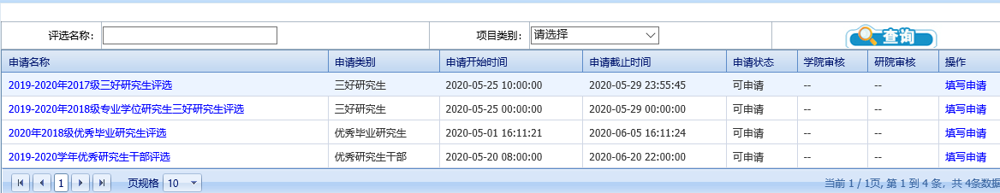 评选名称： 项目类别： 请选择 查询
申请名称 申请类别 申请开始时间 申请截止时间 申请状态 学院审核 研院审核 操作
2019-2020年2017级三好研究生评选 三好研究生 2020-05-25 10:00:00 2020-05-29 23:55:45 可申请 -- -- 填写申请
2019-2020年2018级专业学位研究生三好研究生评选 三好研究生 2020-05-25 00:00:00 2020-05-29 00:00:00 可申请 -- -- 填写申请
2020年2018级优秀毕业研究生评选 优秀毕业研究生 2020-05-01 16:11:21 2020-06-05 16:11:24 可申请 -- -- 填写申请
2019-2020学年优秀研究生干部评选 优秀研究生干部 2020-05-20 08:00:00 2020-06-20 22:00:00 可申请 -- -- 填写申请
1 页规格 10 当前 1 / 1页, 第 1 到 4 条，共 4条数据